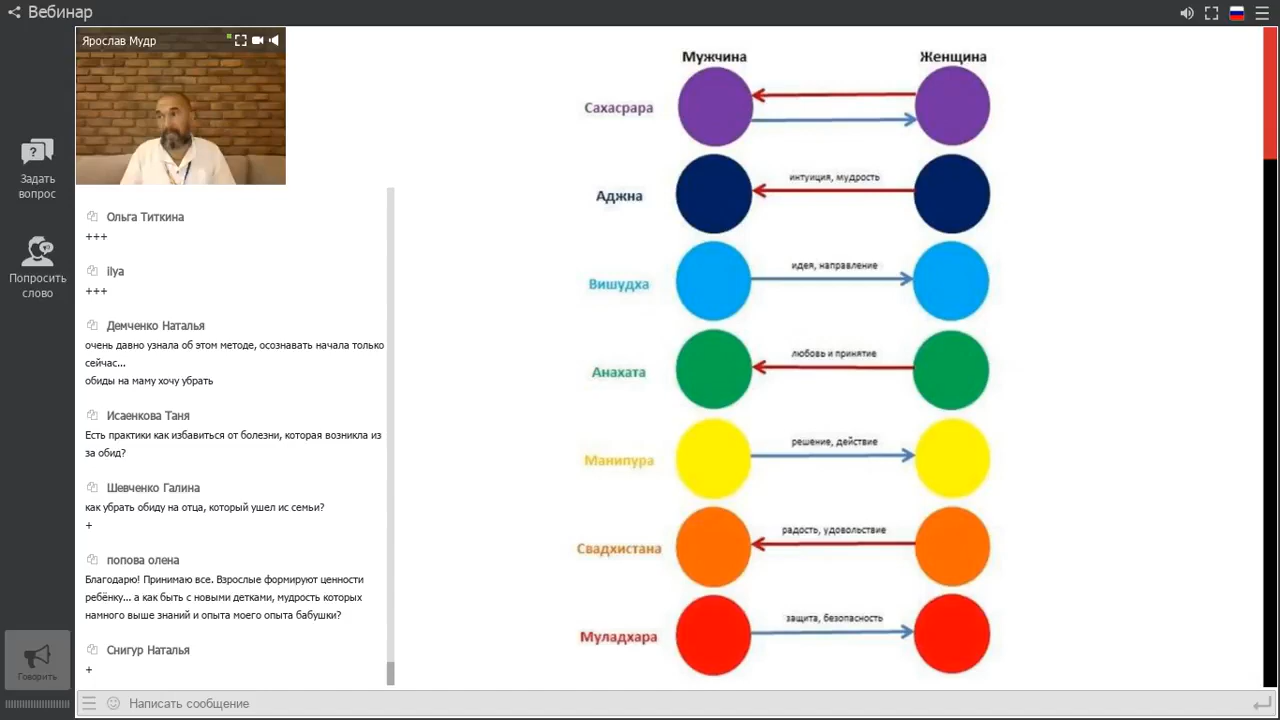 Вебинар
Ярослав Мудр
Задать
вопрос
Попросить
слово
Говорить
Ольга Титкина
+++
ilya
+++
Демченко Наталья
очень давно узнала об этом методе, осознавать начала только
сейчас...
обиды на маму хочу убрать
Исаенкова Таня
Есть практики как избавиться от болезни, которая возникла из
за обид?
Шевченко Галина
как убрать обиду на отца, который ушел ис семьи?
+
попова олена
Благодарю! Принимаю все. Взрослые формируют ценности
ребёнку... а как быть с новыми детками, мудрость которых
намного выше знаний и опыта моего опыта бабушки?
Снигур Наталья
+
Написать сообщение
Мужчина Женщина
Сахасрара
Аджна интуиция, мудрость
Вишудха идея, направление
Анахата любовь и принятие
Манипура решение, действие
Свадхистана радость, удовольствие
Муладхара защита, безопасность